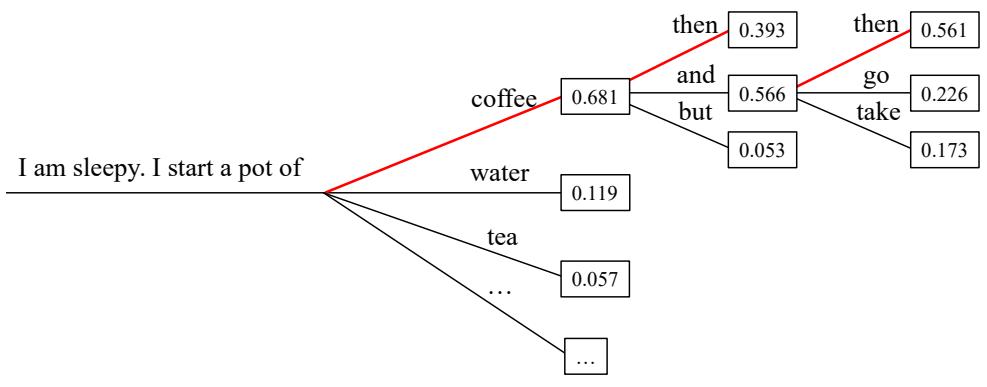 then
0.393
then
0.561
coffee
0.681
and
0.566
go
0.226
but
0.053
take
0.173
I am sleepy. I start a pot of
water
0.119
tea
0.057
…
…